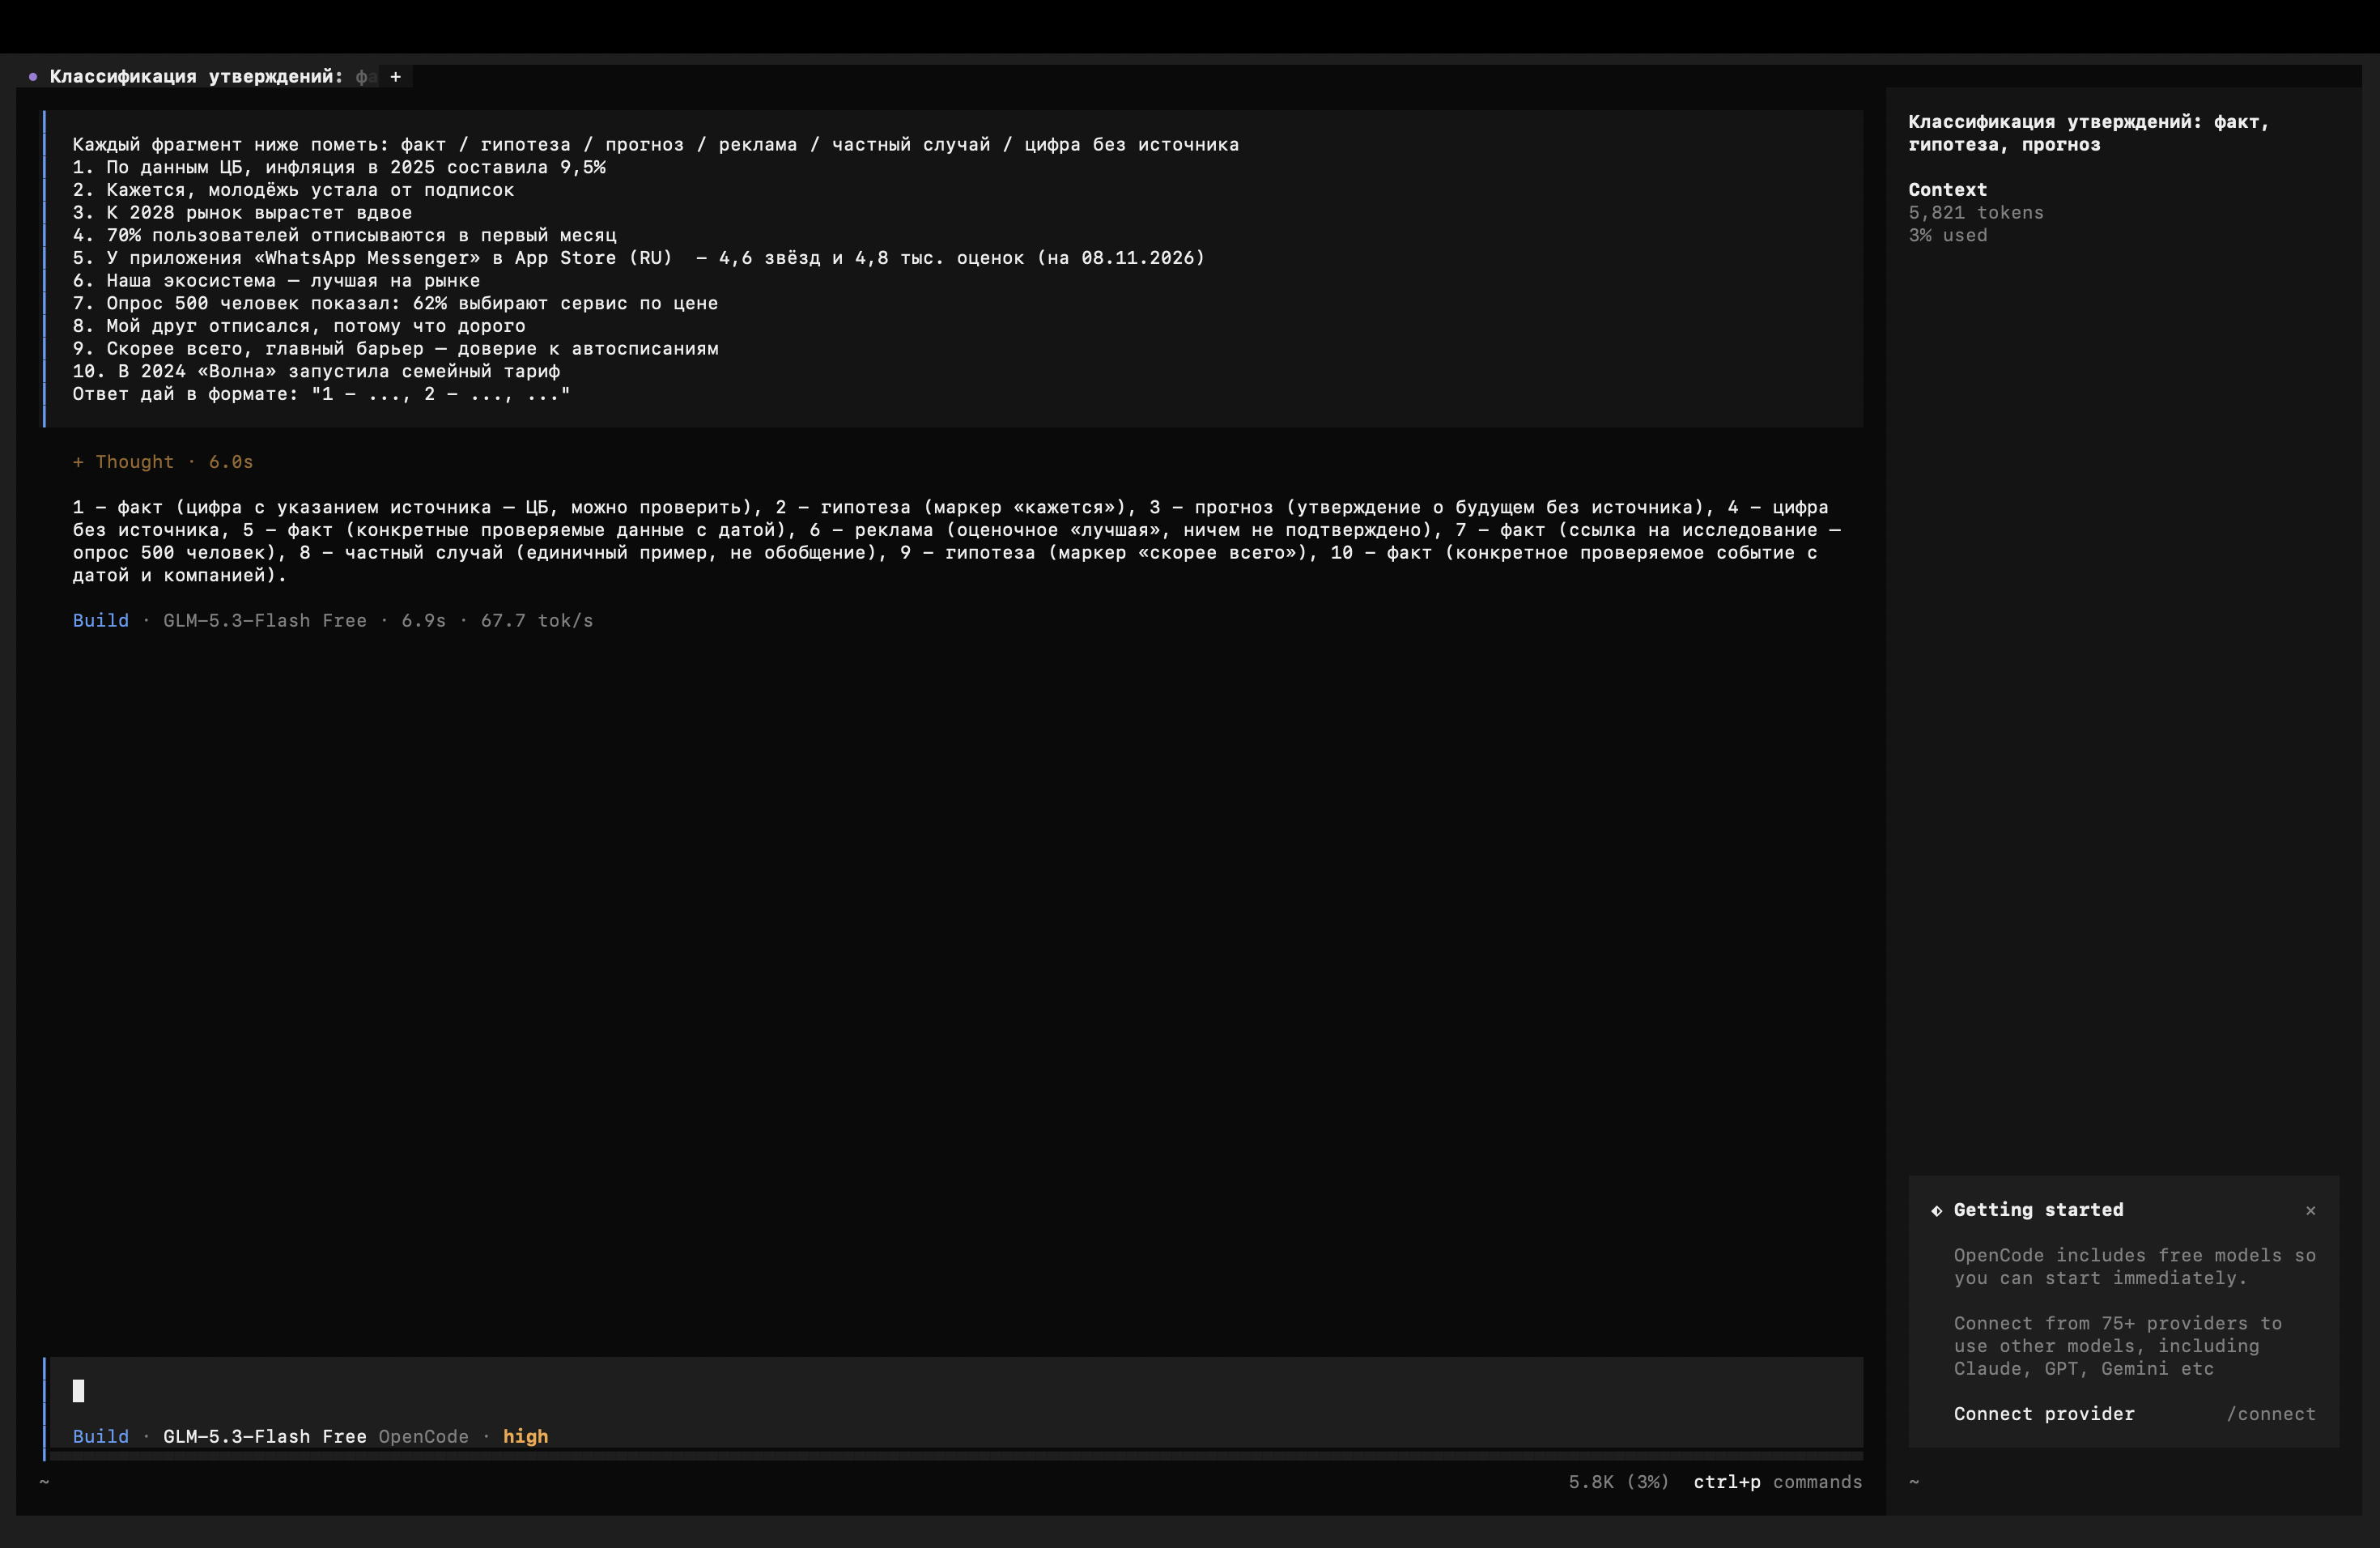 ● Классификация утверждений: фа +
Каждый фрагмент ниже пометь: факт / гипотеза / прогноз / реклама / частный случай / цифра без источника
1. По данным ЦБ, инфляция в 2025 составила 9,5%
2. Кажется, молодёжь устала от подписок
3. К 2028 рынок вырастет вдвое
4. 70% пользователей отписываются в первый месяц
5. У приложения «WhatsApp Messenger» в App Store (RU)  – 4,6 звёзд и 4,8 тыс. оценок (на 08.11.2026)
6. Наша экосистема — лучшая на рынке
7. Опрос 500 человек показал: 62% выбирают сервис по цене
8. Мой друг отписался, потому что дорого
9. Скорее всего, главный барьер — доверие к автосписаниям
10. В 2024 «Волна» запустила семейный тариф
Ответ дай в формате: "1 – ..., 2 – ..., ..."
+ Thought · 6.0s
1 – факт (цифра с указанием источника — ЦБ, можно проверить), 2 – гипотеза (маркер «кажется»), 3 – прогноз (утверждение о будущем без источника), 4 – цифра
без источника, 5 – факт (конкретные проверяемые данные с датой), 6 – реклама (оценочное «лучшая», ничем не подтверждено), 7 – факт (ссылка на исследование —
опрос 500 человек), 8 – частный случай (единичный пример, не обобщение), 9 – гипотеза (маркер «скорее всего»), 10 – факт (конкретное проверяемое событие с
датой и компанией).
Build · GLM-5.3-Flash Free · 6.9s · 67.7 tok/s
Build · GLM-5.3-Flash Free OpenCode · high
~
5.8K (3%)  ctrl+p commands
Классификация утверждений: факт,
гипотеза, прогноз
Context
5,821 tokens
3% used
Getting started ×
OpenCode includes free models so
you can start immediately.
Connect from 75+ providers to
use other models, including
Claude, GPT, Gemini etc
Connect provider /connect
~